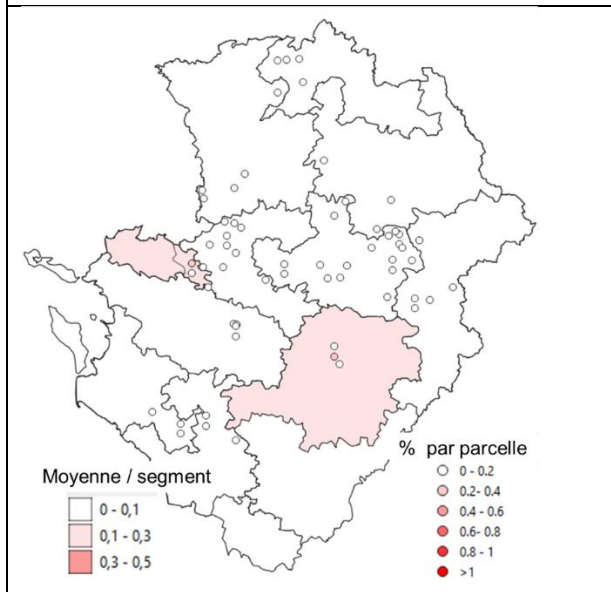 % par parcelle
0 - 0.2
0.2- 0.4
0.4 - 0.6
0.6- 0.8
0.8 - 1
>1
Moyenne / segment
0 - 0,1
0,1 - 0,3
0,3 - 0,5